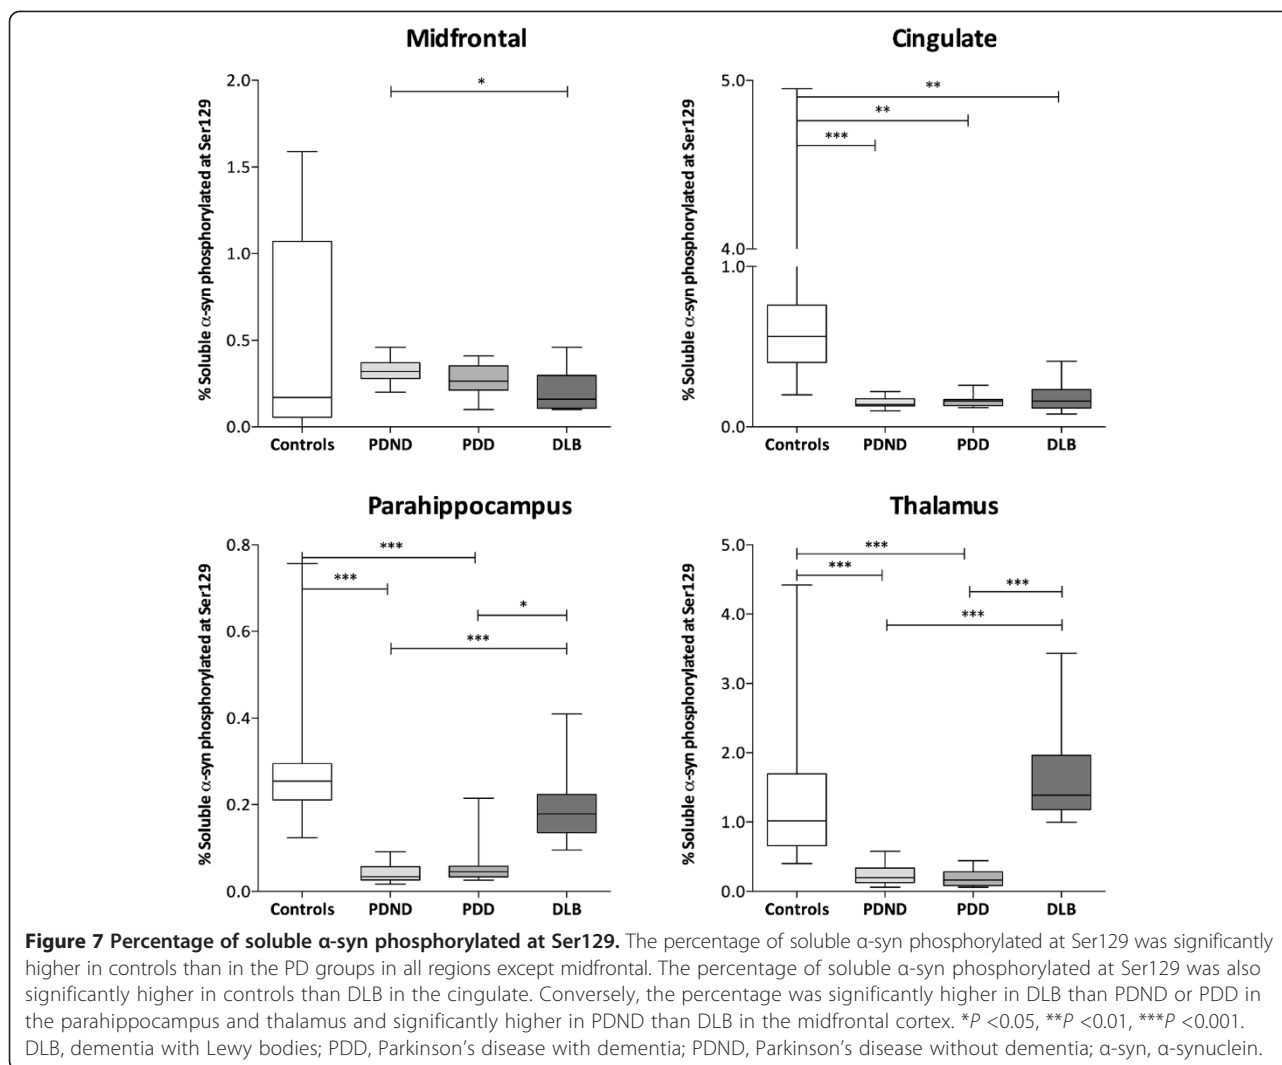 Midfrontal
% Soluble α-syn phosphorylated at Ser129
2.0
1.5
1.0
0.5
0.0
*
Controls PDND PDD DLB
Cingulate
% Soluble α-syn phosphorylated at Ser129
5.0
4.0
1.0
0.0
**
**
***
Controls PDND PDD DLB
Parahippocampus
% Soluble α-syn phosphorylated at Ser129
0.8
0.6
0.4
0.2
0.0
***
***
*
***
Controls PDND PDD DLB
Thalamus
% Soluble α-syn phosphorylated at Ser129
5.0
4.0
3.0
2.0
1.0
0.0
***
***
***
***
Controls PDND PDD DLB
Figure 7 Percentage of soluble α-syn phosphorylated at Ser129. The percentage of soluble α-syn phosphorylated at Ser129 was significantly
higher in controls than in the PD groups in all regions except midfrontal. The percentage of soluble α-syn phosphorylated at Ser129 was also
significantly higher in controls than DLB in the cingulate. Conversely, the percentage was significantly higher in DLB than PDND or PDD in
the parahippocampus and thalamus and significantly higher in PDND than DLB in the midfrontal cortex. *P <0.05, **P <0.01, ***P <0.001.
DLB, dementia with Lewy bodies; PDD, Parkinson’s disease with dementia; PDND, Parkinson’s disease without dementia; α-syn, α-synuclein.